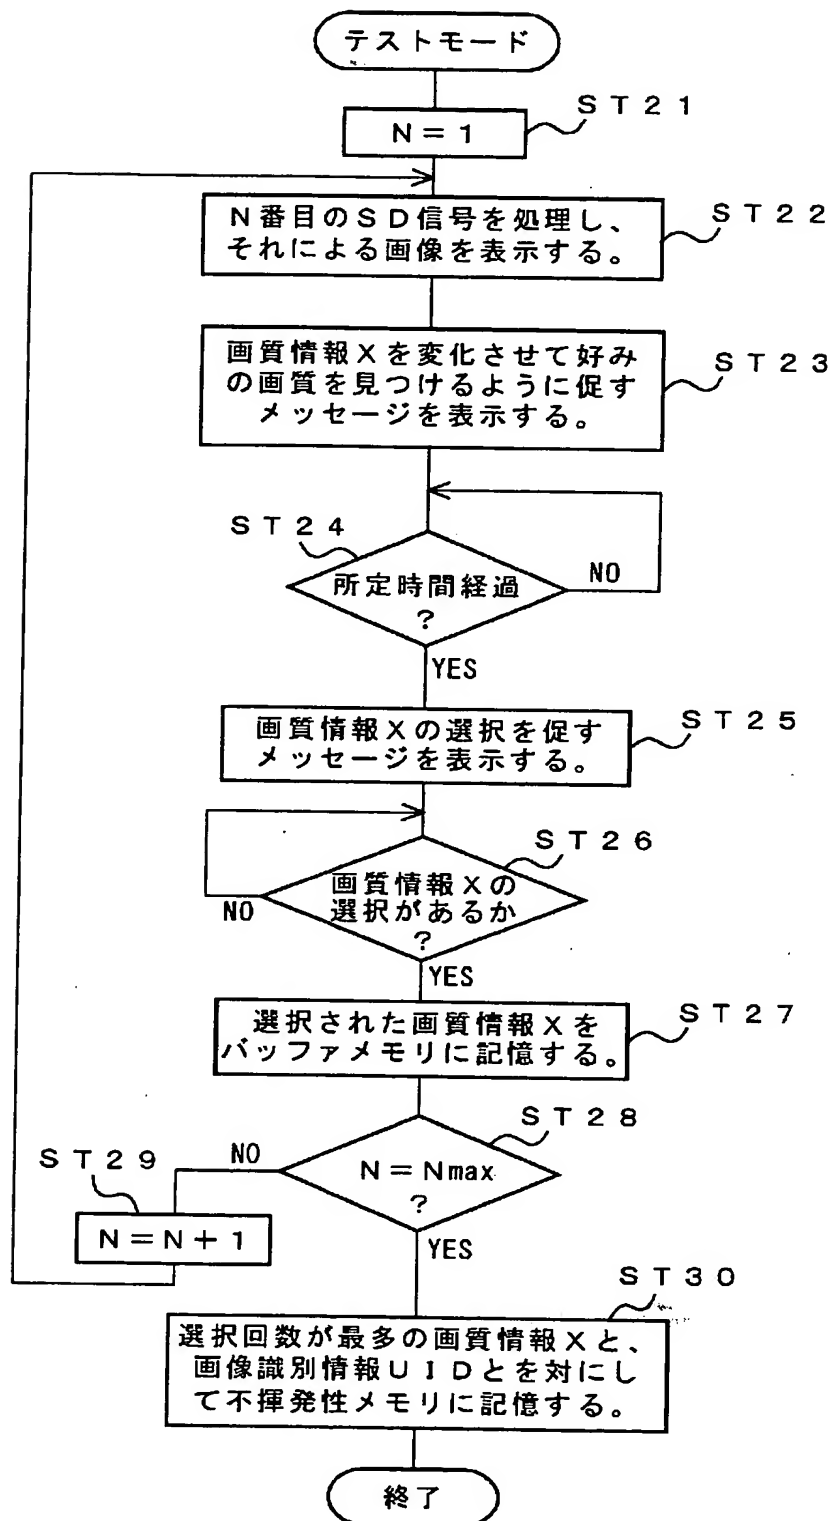 テストモード
ST21
N=1
ST22
N番目のSD信号を処理し、
それによる画像を表示する。
ST23
画質情報Xを変化させて好み
の画質を見つけるように促す
メッセージを表示する。
ST24
所定時間経過
?
NO
YES
ST25
画質情報Xの選択を促す
メッセージを表示する。
ST26
画質情報Xの
選択があるか
?
NO
YES
ST27
選択された画質情報Xを
バッファメモリに記憶する。
ST28
N=Nmax
?
NO
ST29
N=N+1
YES
ST30
選択回数が最多の画質情報Xと、
画像識別情報UIDとを対にし
て不揮発性メモリに記憶する。
終了